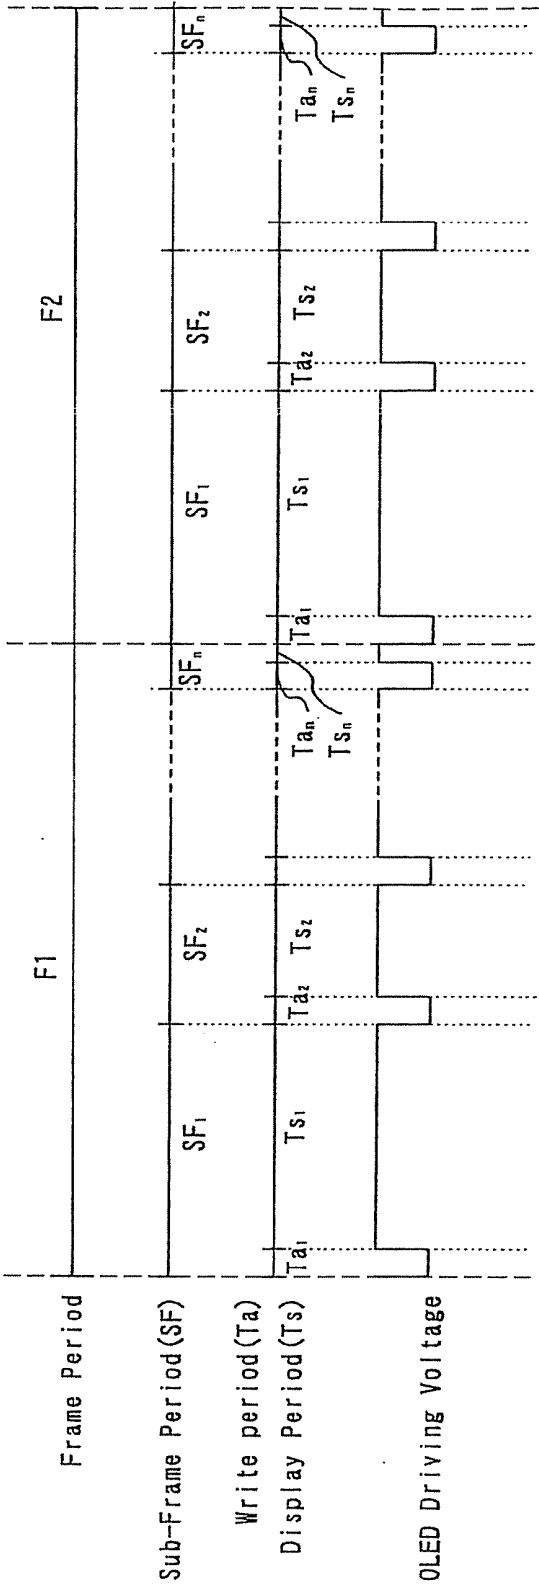 Frame Period
F1
F2
Sub-Frame Period(SF)
SF₁
SF₂
SFₙ
SF₁
SF₂
SFₙ
Write period(Ta)
Display Period(Ts)
Ta₁
Ts₁
Ta₂
Ts₂
Taₙ
Tsₙ
Ta₁
Ts₁
Ta₂
Ts₂
Taₙ
Tsₙ
OLED Driving Voltage